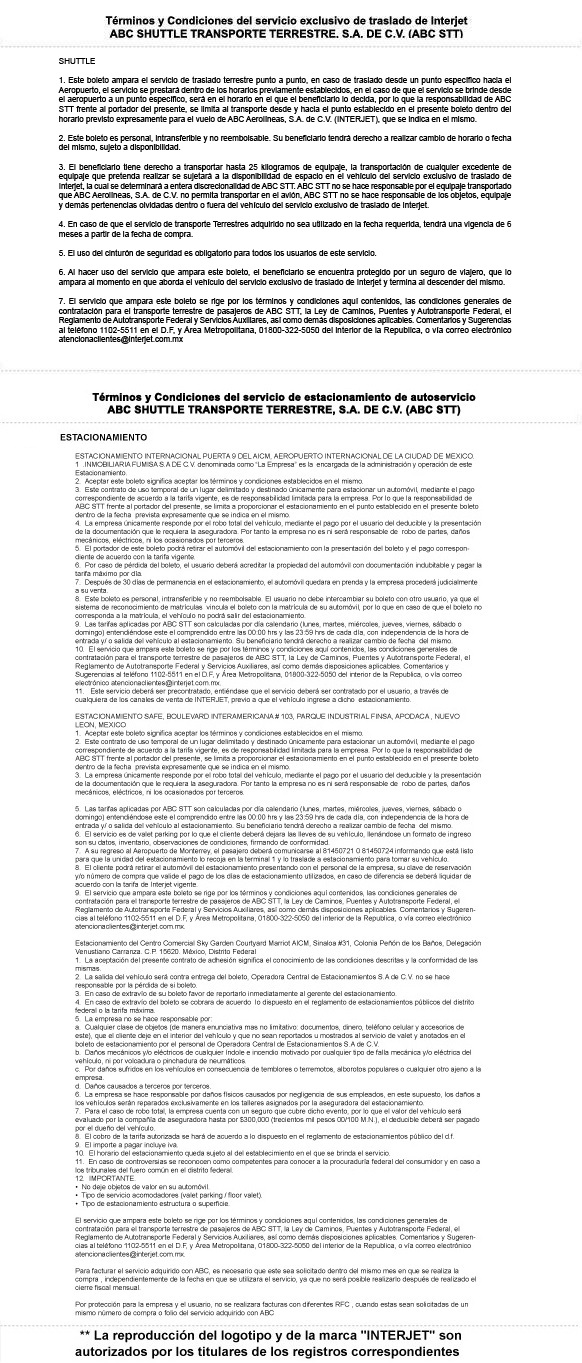 Términos y Condiciones del servicio exclusivo de traslado de Interjet
ABC SHUTTLE TRANSPORTE TERRESTRE. S.A. DE C.V. (ABC STT)
SHUTTLE
1. Este boleto ampara el servicio de traslado terrestre punto a punto, en caso de traslado desde un punto especifico hacia el
Aeropuerto, el servicio se prestará dentro de los horarios previamente establecidos, en el caso de que el servicio se brinde desde
el aeropuerto a un punto específico, será en el horario en el que el beneficiario lo decida, por lo que la responsabilidad de ABC
STT frente al portador del presente, se limita al transporte desde y hacia el punto establecido en el presente boleto dentro del
horario previsto expresamente para el vuelo de ABC Aerolíneas, S.A. de C.V. (INTERJET), que se indica en el mismo.
2. Este boleto es personal, intransferible y no reembolsable. Su beneficiario tendrá derecho a realizar cambio de horario o fecha
del mismo, sujeto a disponibilidad.
3. El beneficiario tiene derecho a transportar hasta 25 kilogramos de equipaje, la transportación de cualquier excedente de
equipaje que pretenda realizar se sujetará a la disponibilidad de espacio en el vehículo del servicio exclusivo de traslado de
Interjet, la cual se determinará a entera discrecionalidad de ABC STT. ABC STT no se hace responsable por el equipaje transportado
que ABC Aerolíneas, S.A. de C.V. no permita transportar en el avión, ABC STT no se hace responsable de los objetos, equipaje
y demás pertenencias olvidadas dentro o fuera del vehículo del servicio exclusivo de traslado de Interjet.
4. En caso de que el servicio de transporte Terrestres adquirido no sea utilizado en la fecha requerida, tendrá una vigencia de 6
meses a partir de la fecha de compra.
5. El uso del cinturón de seguridad es obligatorio para todos los usuarios de este servicio.
6. Al hacer uso del servicio que ampara este boleto, el beneficiario se encuentra protegido por un seguro de viajero, que lo
ampara al momento en que aborda el vehículo del servicio exclusivo de traslado de Interjet y termina al descender del mismo.
7. El servicio que ampara este boleto se rige por los términos y condiciones aquí contenidos, las condiciones generales de
contratación para el transporte terrestre de pasajeros de ABC STT, la Ley de Caminos, Puentes y Autotransporte Federal, el
Reglamento de Autotransporte Federal y Servicios Auxiliares, así como demás disposiciones aplicables. Comentarios y Sugerencias
al teléfono 1102-5511 en el D.F, y Área Metropolitana, 01800-322-5050 del interior de la Republica, o vía correo electrónico
atencionaclientes@interjet.com.mx
Términos y Condiciones del servicio de estacionamiento de autoservicio
ABC SHUTTLE TRANSPORTE TERRESTRE, S.A. DE C.V. (ABC STT)
ESTACIONAMIENTO
ESTACIONAMIENTO INTERNACIONAL PUERTA 9 DEL AICM, AEROPUERTO INTERNACIONAL DE LA CIUDAD DE MEXICO.
1 .INMOBILIARIA FUMISA S.A DE C.V. denominada como "La Empresa" es la encargada de la administración y operación de este
Estacionamiento.
2. Aceptar este boleto significa aceptar los términos y condiciones establecidos en el mismo.
3. Este contrato de uso temporal de un lugar delimitado y destinado únicamente para estacionar un automóvil, mediante el pago
correspondiente de acuerdo a la tarifa vigente, es de responsabilidad limitada para la empresa. Por lo que la responsabilidad de
ABC STT frente al portador del presente, se limita a proporcionar el estacionamiento en el punto establecido en el presente boleto
dentro de la fecha prevista expresamente que se indica en el mismo.
4. La empresa únicamente responde por el robo total del vehículo, mediante el pago por el usuario del deducible y la presentación
de la documentación que le requiera la aseguradora. Por tanto la empresa no es ni será responsable de robo de partes, daños
mecánicos, eléctricos, ni los ocasionados por terceros.
5. El portador de este boleto podrá retirar el automóvil del estacionamiento con la presentación del boleto y el pago correspon-
diente de acuerdo con la tarifa vigente.
6. Por caso de pérdida del boleto, el usuario deberá acreditar la propiedad del automóvil con documentación indubitable y pagar la
tarifa máximo por día.
7. Después de 30 días de permanencia en el estacionamiento, el automóvil quedara en prenda y la empresa procederá judicialmente
a su venta.
8. Este boleto es personal, intransferible y no reembolsable. El usuario no debe intercambiar su boleto con otro usuario, ya que el
sistema de reconocimiento de matrículas vincula el boleto con la matrícula de su automóvil, por lo que en caso de que el boleto no
corresponda a la matrícula, el vehículo no podrá salir del estacionamiento.
9. Las tarifas aplicadas por ABC STT son calculadas por día calendario (lunes, martes, miércoles, jueves, viernes, sábado o
domingo) entendiéndose este el comprendido entre las 00:00 hrs y las 23:59 hrs de cada día, con independencia de la hora de
entrada y/ o salida del vehículo al estacionamiento. Su beneficiario tendrá derecho a realizar cambio de fecha del mismo.
10. El servicio que ampara este boleto se rige por los términos y condiciones aquí contenidos, las condiciones generales de
contratación para el transporte terrestre de pasajeros de ABC STT, la Ley de Caminos, Puentes y Autotransporte Federal, el
Reglamento de Autotransporte Federal y Servicios Auxiliares, así como demás disposiciones aplicables. Comentarios y
Sugerencias al teléfono 1102-5511 en el D.F, y Área Metropolitana, 01800-322-5050 del interior de la Republica, o vía correo
electrónico atencionaclientes@interjet.com.mx.
11. Este servicio deberá ser precontratado, entiéndase que el servicio deberá ser contratado por el usuario, a través de
cualquiera de los canales de venta de INTERJET, previo a que el vehículo ingrese a dicho estacionamiento.
ESTACIONAMIENTO SAFE, BOULEVARD INTERAMERICANA # 103, PARQUE INDUSTRIAL FINSA, APODACA , NUEVO
LEON, MEXICO
1. Aceptar este boleto significa aceptar los términos y condiciones establecidos en el mismo.
2. Este contrato de uso temporal de un lugar delimitado y destinado únicamente para estacionar un automóvil, mediante el pago
correspondiente de acuerdo a la tarifa vigente, es de responsabilidad limitada para la empresa. Por lo que la responsabilidad de
ABC STT frente al portador del presente, se limita a proporcionar el estacionamiento en el punto establecido en el presente boleto
dentro de la fecha prevista expresamente que se indica en el mismo.
3. La empresa únicamente responde por el robo total del vehículo, mediante el pago por el usuario del deducible y la presentación
de la documentación que le requiera la aseguradora. Por tanto la empresa no es ni será responsable de robo de partes, daños
mecánicos, eléctricos, ni los ocasionados por terceros.
5. Las tarifas aplicadas por ABC STT son calculadas por día calendario (lunes, martes, miércoles, jueves, viernes, sábado o
domingo) entendiéndose este el comprendido entre las 00:00 hrs y las 23:59 hrs de cada día, con independencia de la hora de
entrada y/ o salida del vehículo al estacionamiento. Su beneficiario tendrá derecho a realizar cambio de fecha del mismo.
6. El servicio es de valet parking por lo que el cliente deberá dejara las llaves de su vehículo, llenándose un formato de ingreso
son su datos, inventario, observaciones de condiciones, firmando de conformidad.
7. A su regreso al Aeropuerto de Monterrey, el pasajero deberá comunicarse al 81450721 O 81450724 informando que está listo
para que la unidad del estacionamiento lo recoja en la terminal 1 y lo traslade a estacionamiento para tomar su vehículo.
8. El cliente podrá retirar el automóvil del estacionamiento presentando con el personal de la empresa, su clave de reservación
y/o número de compra que valide el pago de los días de estacionamiento utilizados, en caso de diferencia se deberá liquidar de
acuerdo con la tarifa de Interjet vigente.
9. El servicio que ampara este boleto se rige por los términos y condiciones aquí contenidos, las condiciones generales de
contratación para el transporte terrestre de pasajeros de ABC STT, la Ley de Caminos, Puentes y Autotransporte Federal, el
Reglamento de Autotransporte Federal y Servicios Auxiliares, así como demás disposiciones aplicables. Comentarios y Sugeren-
cias al teléfono 1102-5511 en el D.F, y Área Metropolitana, 01800-322-5050 del interior de la Republica, o vía correo electrónico
atencionaclientes@interjet.com.mx.
Estacionamiento del Centro Comercial Sky Garden Courtyard Marriot AICM, Sinaloa #31, Colonia Peñón de los Baños, Delegación
Venustiano Carranza. C.P. 15620. México, Distrito Federal
1. La aceptación del presente contrato de adhesión significa el conocimiento de las condiciones descritas y la conformidad de las
mismas.
2. La salida del vehículo será contra entrega del boleto, Operadora Central de Estacionamientos S.A de C.V. no se hace
responsable por la pérdida de si boleto.
3. En caso de extravío de su boleto favor de reportarlo inmediatamente al gerente del estacionamiento.
4. En caso de extravío del boleto se cobrara de acuerdo lo dispuesto en el reglamento de estacionamientos públicos del distrito
federal o la tarifa máxima.
5. La empresa no se hace responsable por:
a. Cualquier clase de objetos (de manera enunciativa mas no limitativo: documentos, dinero, teléfono celular y accesorios de
este), que el cliente deje en el interior del vehículo y que no sean reportados u mostrados al servicio de valet y anotados en el
boleto de estacionamiento por el personal de Operadora Central de Estacionamientos S.A de C.V.
b. Daños mecánicos y/o eléctricos de cualquier índole e incendio motivado por cualquier tipo de falla mecánica y/o eléctrica del
vehículo, ni por volcadura o pinchadura de neumáticos.
c. Por daños sufridos en los vehículos en consecuencia de temblores o terremotos, alborotos populares o cualquier otro ajeno a la
empresa.
d. Daños causados a terceros por terceros.
6. La empresa se hace responsable por daños físicos causados por negligencia de sus empleados, en este supuesto, los daños a
los vehículos serán reparados exclusivamente en los talleres asignados por la aseguradora del estacionamiento.
7. Para el caso de robo total, la empresa cuenta con un seguro que cubre dicho evento, por lo que el valor del vehículo será
evaluado por la compañía de aseguradora hasta por $300,000 (trecientos mil pesos 00/100 M.N.), el deducible deberá ser pagado
por el dueño del vehículo.
8. El cobro de la tarifa autorizada se hará de acuerdo a lo dispuesto en el reglamento de estacionamientos público del d.f.
9. El importe a pagar incluye iva.
10. El horario del estacionamiento queda sujeto al del establecimiento en el que se brinda el servicio.
11. En caso de controversias se reconocen como competentes para conocer a la procuraduría federal del consumidor y en caso a
los tribunales del fuero común en el distrito federal.
12. IMPORTANTE.
• No deje objetos de valor en su automóvil.
• Tipo de servicio acomodadores (valet parking / floor valet).
• Tipo de estacionamiento estructura o superficie.
El servicio que ampara este boleto se rige por los términos y condiciones aquí contenidos, las condiciones generales de
contratación para el transporte terrestre de pasajeros de ABC STT, la Ley de Caminos, Puentes y Autotransporte Federal, el
Reglamento de Autotransporte Federal y Servicios Auxiliares, así como demás disposiciones aplicables. Comentarios y Sugeren-
cias al teléfono 1102-5511 en el D.F, y Área Metropolitana, 01800-322-5050 del interior de la Republica, o vía correo electrónico
atencionaclientes@interjet.com.mx.
Para facturar el servicio adquirido con ABC, es necesario que este sea solicitado dentro del mismo mes en que se realiza la
compra , independientemente de la fecha en que se utilizara el servicio, ya que no será posible realizarlo después de realizado el
cierre fiscal mensual.
Por protección para la empresa y el usuario, no se realizara facturas con diferentes RFC , cuando estas sean solicitadas de un
mismo número de compra o folio del servicio adquirido con ABC
** La reproducción del logotipo y de la marca "INTERJET" son
autorizados por los titulares de los registros correspondientes